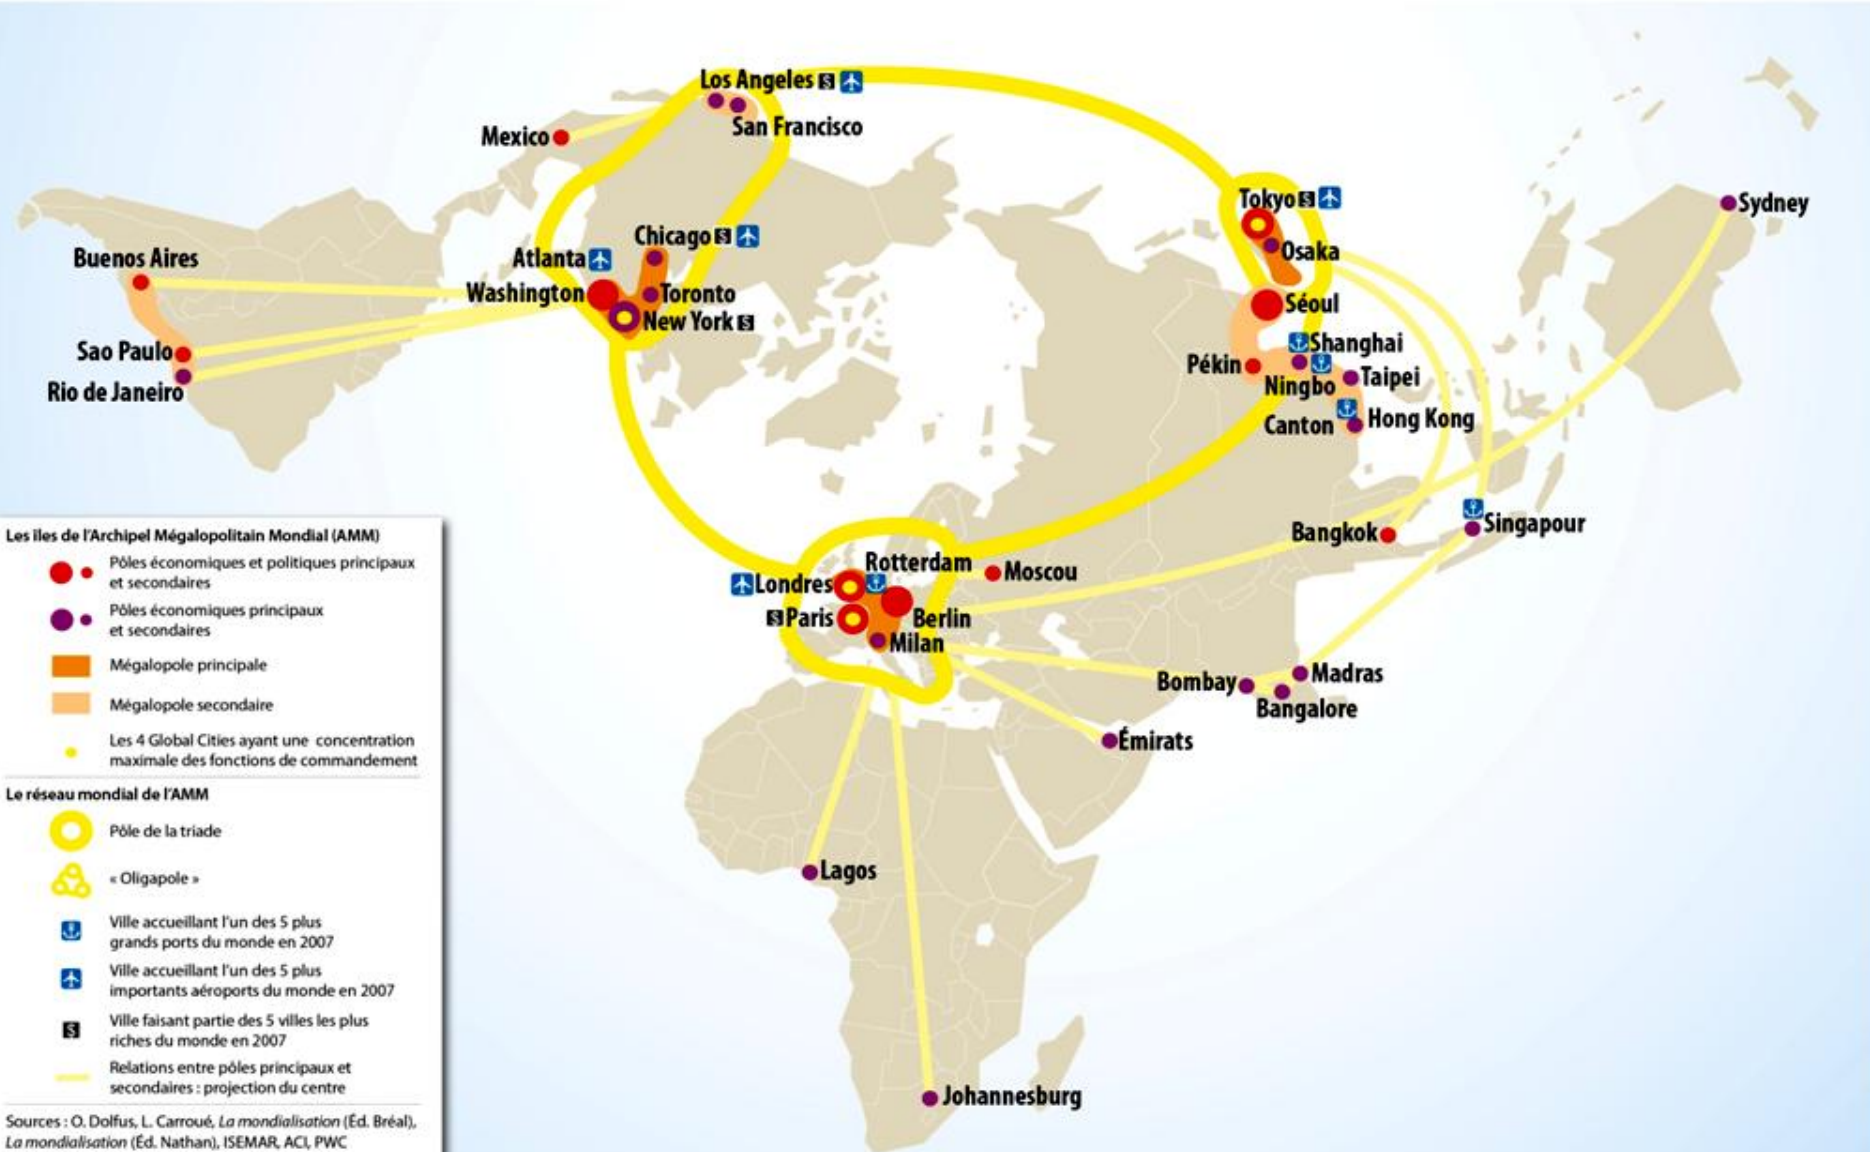 Los Angeles $
San Francisco
Mexico
Tokyo $
Osaka
Sydney
Chicago $
Atlanta
Buenos Aires
Washington
Toronto
New York $
Séoul
Shanghai
Sao Paulo
Pékin
Ningbo
Taipei
Rio de Janeiro
Canton
Hong Kong
Bangkok
Singapour
Rotterdam
Moscou
Londres
$ Paris
Berlin
Milan
Bombay
Madras
Bangalore
Émirats
Lagos
Johannesburg
Les îles de l'Archipel Mégalopolitain Mondial (AMM)
Pôles économiques et politiques principaux
et secondaires
Pôles économiques principaux
et secondaires
Mégalopole principale
Mégalopole secondaire
Les 4 Global Cities ayant une concentration
maximale des fonctions de commandement
Le réseau mondial de l'AMM
Pôle de la triade
« Oligapole »
Ville accueillant l'un des 5 plus
grands ports du monde en 2007
Ville accueillant l'un des 5 plus
importants aéroports du monde en 2007
$
Ville faisant partie des 5 villes les plus
riches du monde en 2007
Relations entre pôles principaux et
secondaires : projection du centre
Sources : O. Dolfus, L. Carroué, La mondialisation (Éd. Bréal),
La mondialisation (Éd. Nathan), ISEMAR, ACI, PWC